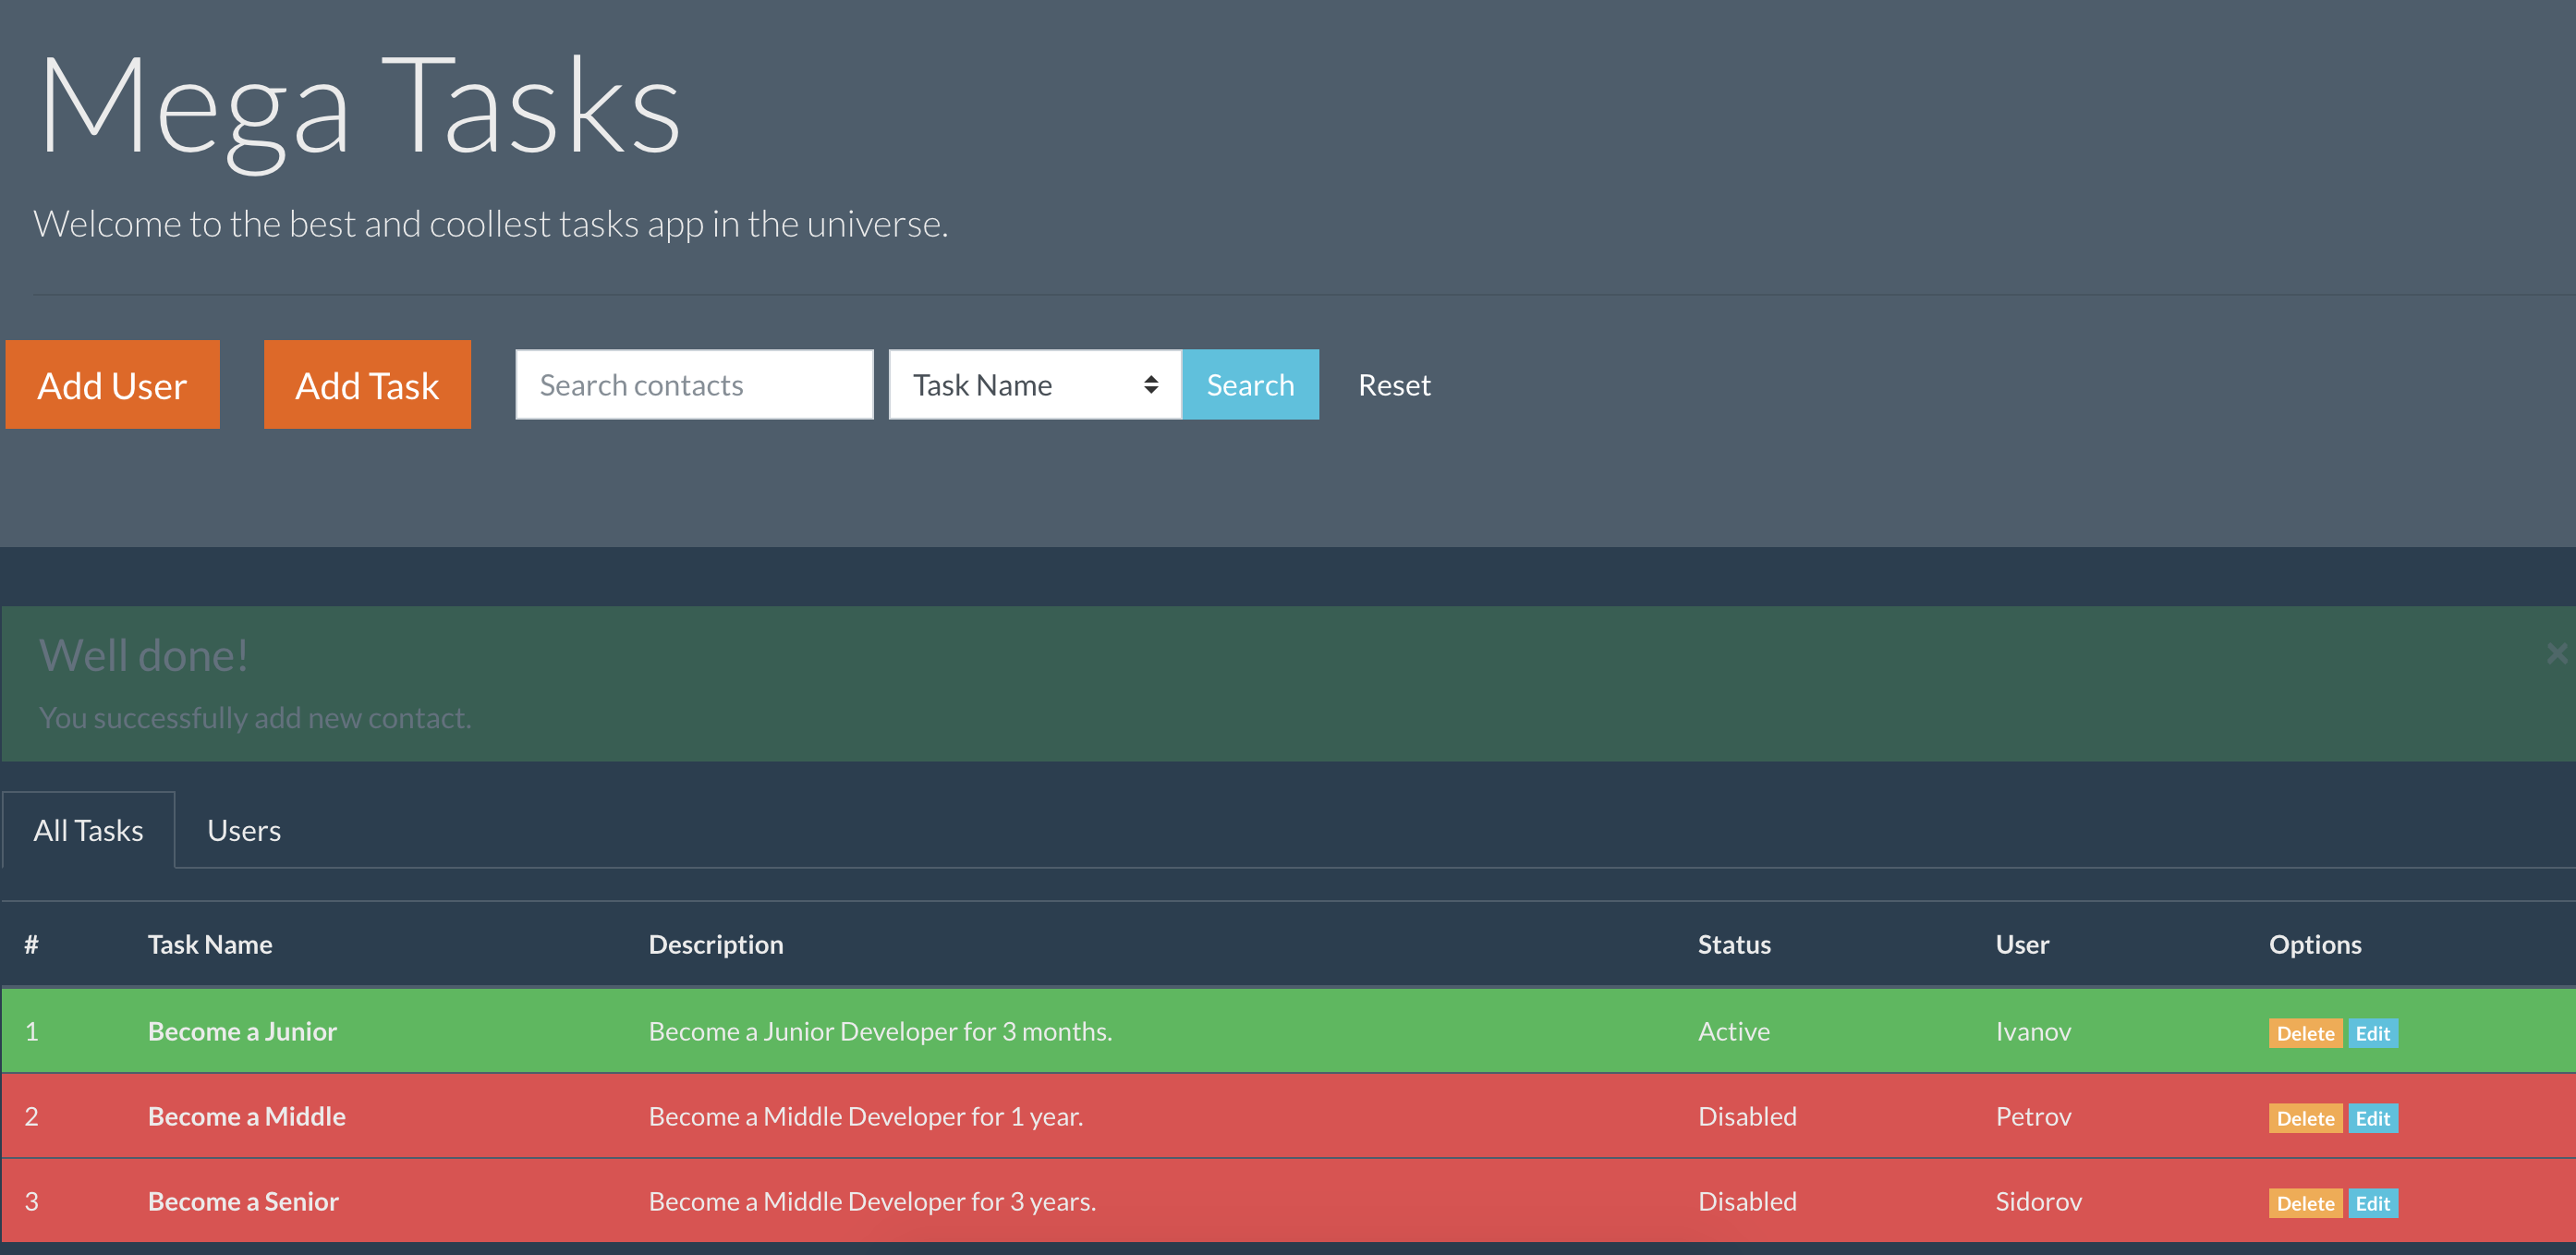 Mega Tasks
Welcome to the best and coollest tasks app in the universe.
Add User Add Task Search contacts Task Name Search Reset
Well done! ×
You successfully add new contact.
All Tasks Users
# Task Name Description Status User Options
1 Become a Junior Become a Junior Developer for 3 months. Active Ivanov Delete Edit
2 Become a Middle Become a Middle Developer for 1 year. Disabled Petrov Delete Edit
3 Become a Senior Become a Middle Developer for 3 years. Disabled Sidorov Delete Edit